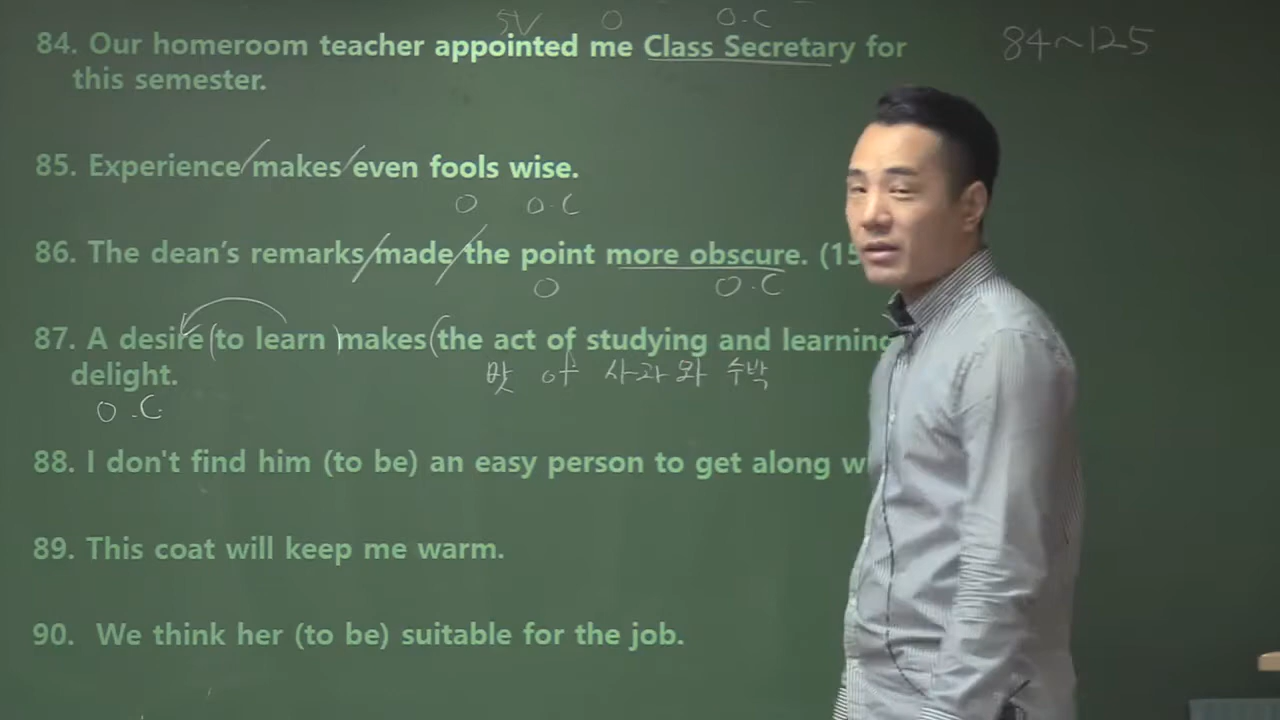 SV O O.C
84. Our homeroom teacher appointed me Class Secretary for
84~125
this semester.
85. Experience/makes/even fools wise.
O O.C
86. The dean's remarks/made/the point more obscure. (15
O O.C
87. A desire (to learn) makes (the act of studying and learning
delight.
맛 of 사과와 수박
O.C
88. I don't find him (to be) an easy person to get along w
89. This coat will keep me warm.
90. We think her (to be) suitable for the job.